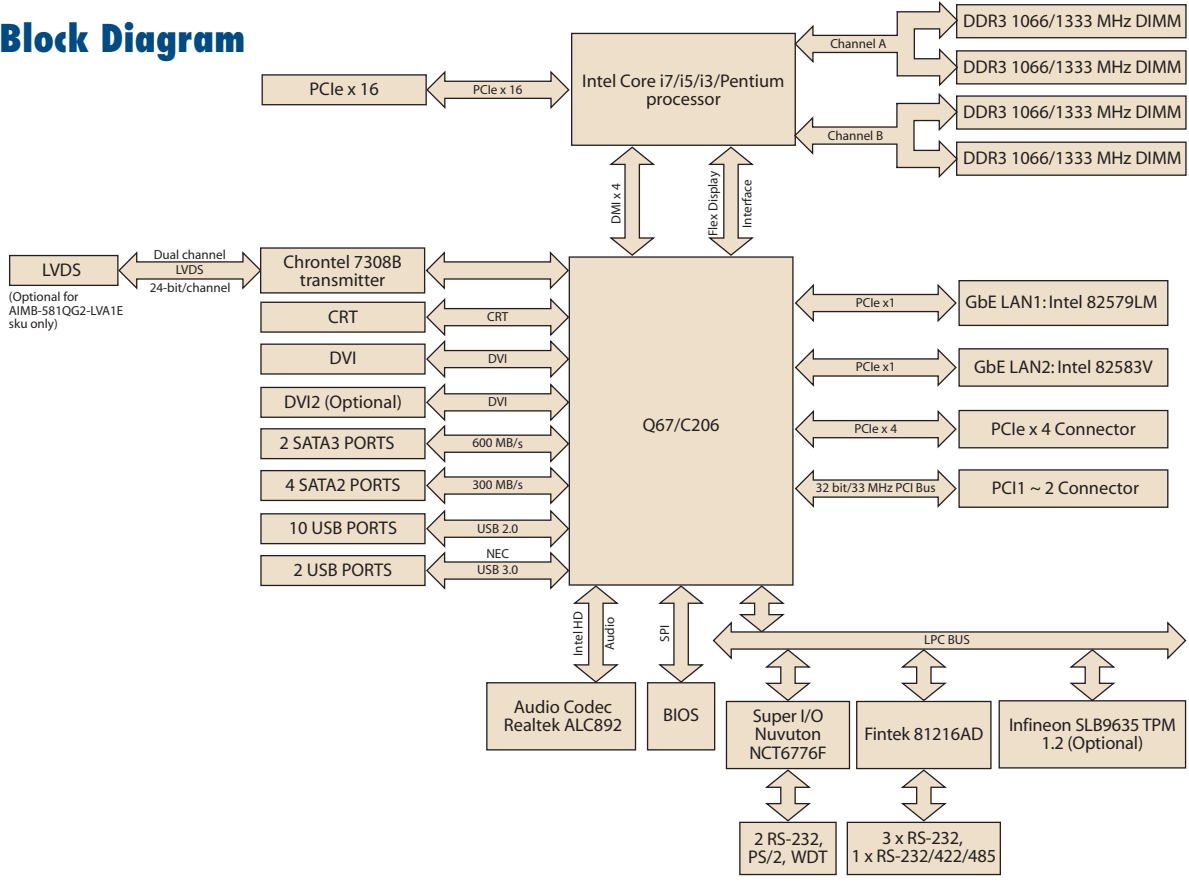 Block Diagram
DDR3 1066/1333 MHz DIMM
Channel A
DDR3 1066/1333 MHz DIMM
PCIe x 16
PCIe x 16
Intel Core i7/i5/i3/Pentium
processor
DDR3 1066/1333 MHz DIMM
Channel B
DDR3 1066/1333 MHz DIMM
DMI x 4
Flex Display
Interface
LVDS
(Optional for
AIMB-581QG2-LVA1E
sku only)
Dual channel
LVDS
24-bit/channel
Chrontel 7308B
transmitter
CRT
CRT
DVI
DVI
DVI2 (Optional)
DVI
2 SATA3 PORTS
600 MB/s
4 SATA2 PORTS
300 MB/s
10 USB PORTS
USB 2.0
2 USB PORTS
NEC
USB 3.0
Q67/C206
PCIe x1
GbE LAN1: Intel 82579LM
PCIe x1
GbE LAN2: Intel 82583V
PCIe x 4
PCIe x 4 Connector
32 bit/33 MHz PCI Bus
PCI1 ~ 2 Connector
Intel HD
Audio
SPI
LPC BUS
Audio Codec
Realtek ALC892
BIOS
Super I/O
Nuvuton
NCT6776F
Fintek 81216AD
Infineon SLB9635 TPM
1.2 (Optional)
2 RS-232,
PS/2, WDT
3 x RS-232,
1 x RS-232/422/485